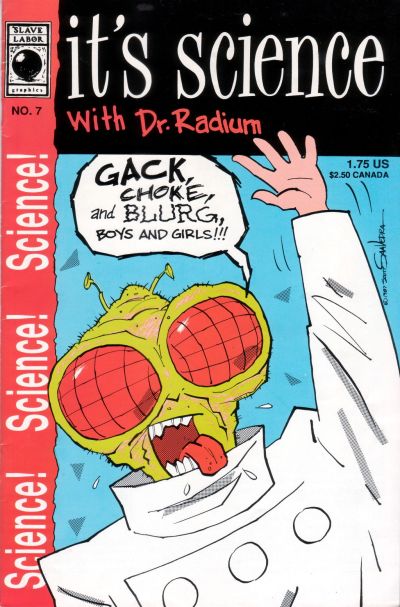 SLAVE
LABOR
graphics
NO. 7
it's science
With Dr. Radium
1.75 US
$2.50 CANADA
GACK,
CHOKE,
and BLURG,
BOYS AND GIRLS!!!
SAAVEDRA
Science!
Science!
Science!